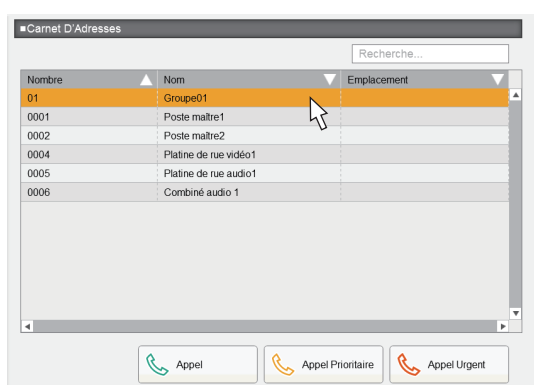 ■Carnet D'Adresses
Recherche...
Nombre Nom Emplacement
01 Groupe01
0001 Poste maître1
0002 Poste maître2
0004 Platine de rue vidéo1
0005 Platine de rue audio1
0006 Combiné audio 1
Appel Appel Prioritaire Appel Urgent